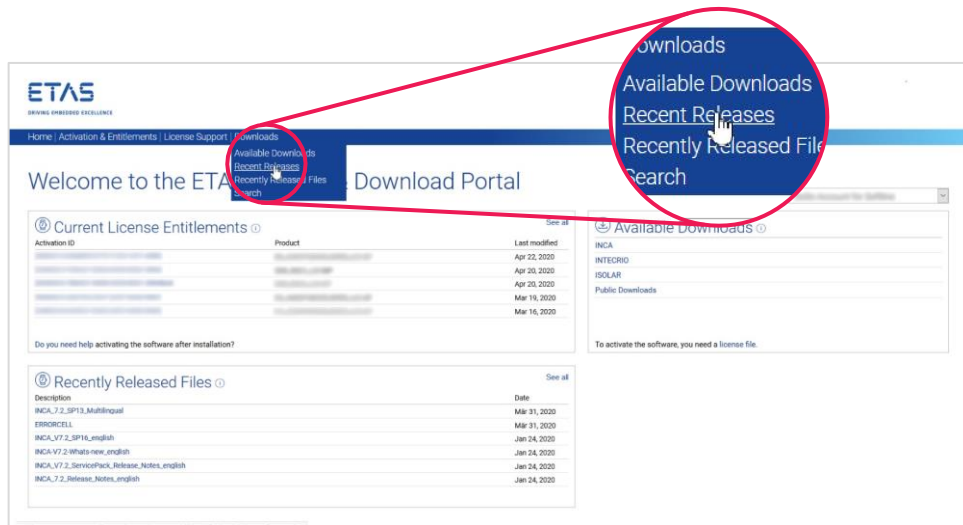 ownloads
Available Downloads
Recent Releases
Recently Released File
Search
ETAS
DRIVING EMBEDDED EXCELLENCE
Home | Activation & Entitlements | License Support | Downloads
Available Downloads
Recent Releases
Recently Released Files
Search
Welcome to the ETA & Download Portal
Current License Entitlements
See all
Activation ID Product Last modified
Apr 22, 2020
Apr 20, 2020
Apr 20, 2020
Mar 19, 2020
Mar 16, 2020
Do you need help activating the software after installation?
Available Downloads
INCA
INTECRIO
ISOLAR
Public Downloads
To activate the software, you need a license file.
Recently Released Files
See all
Description Date
INCA_7.2_SP13_Multilingual Mär 31, 2020
ERRORCELL Mär 31, 2020
INCA_V7.2_SP16_english Jan 24, 2020
INCA-V7.2-Whats-new_english Jan 24, 2020
INCA_V7.2_ServicePack_Release_Notes_english Jan 24, 2020
INCA_7.2_Release_Notes_english Jan 24, 2020